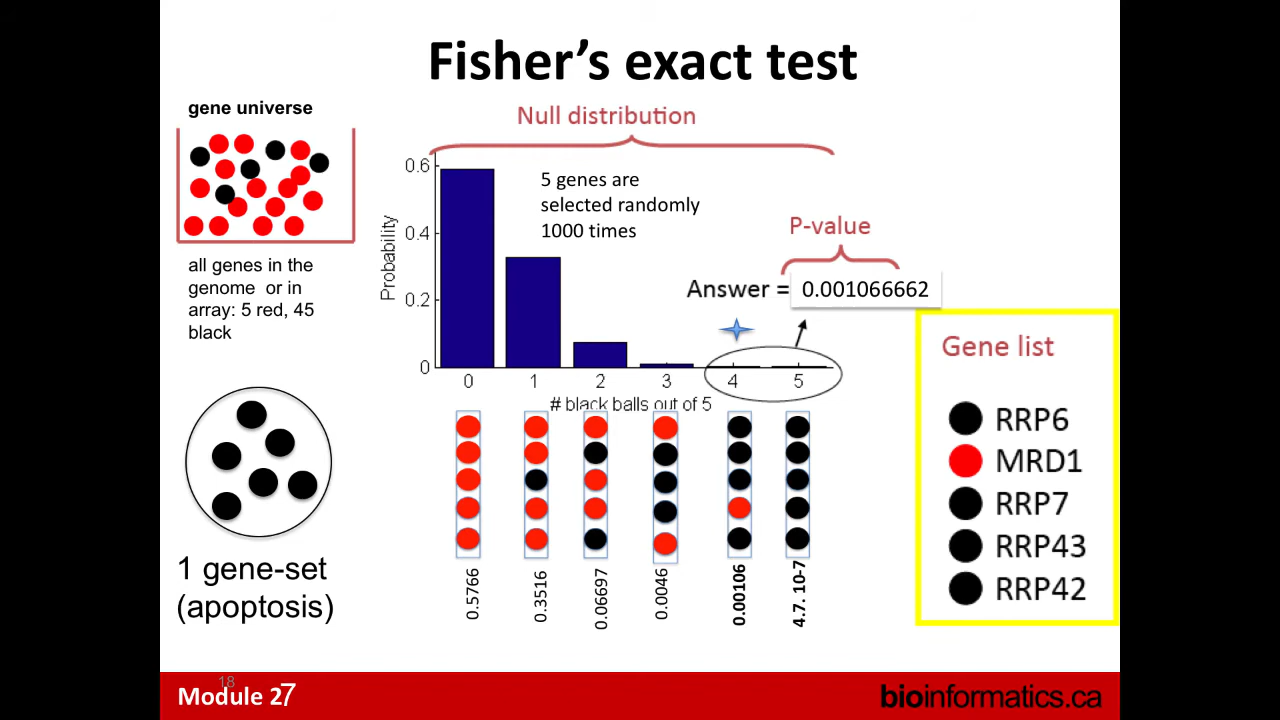 Fisher’s exact test
gene universe
all genes in the
genome or in
array: 5 red, 45
black
1 gene-set
(apoptosis)
Null distribution
5 genes are
selected randomly
1000 times
Probability
0.6
0.4
0.2
0
0 1 2 3 4 5
# black balls out of 5
P-value
Answer = 0.001066662
0.5766
0.3516
0.06697
0.0046
0.00106
4.7. 10-7
Gene list
RRP6
MRD1
RRP7
RRP43
RRP42
18
Module 27
bioinformatics.ca